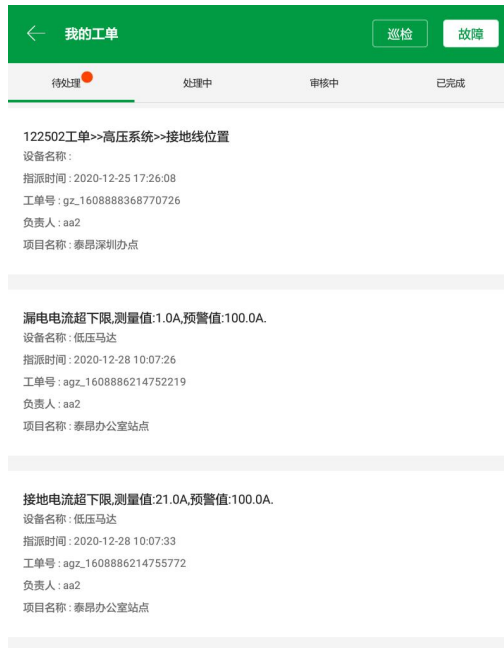 我的工单
巡检
故障
待处理
处理中
审核中
已完成
122502工单>>高压系统>>接地线位置
设备名称 :
指派时间 : 2020-12-25 17:26:08
工单号 : gz_1608888368770726
负责人 : aa2
项目名称 : 泰昂深圳办点
漏电电流超下限,测量值:1.0A,预警值:100.0A.
设备名称 : 低压马达
指派时间 : 2020-12-28 10:07:26
工单号 : agz_1608886214752219
负责人 : aa2
项目名称 : 泰昂办公室站点
接地电流超下限,测量值:21.0A,预警值:100.0A.
设备名称 : 低压马达
指派时间 : 2020-12-28 10:07:33
工单号 : agz_1608886214755772
负责人 : aa2
项目名称 : 泰昂办公室站点